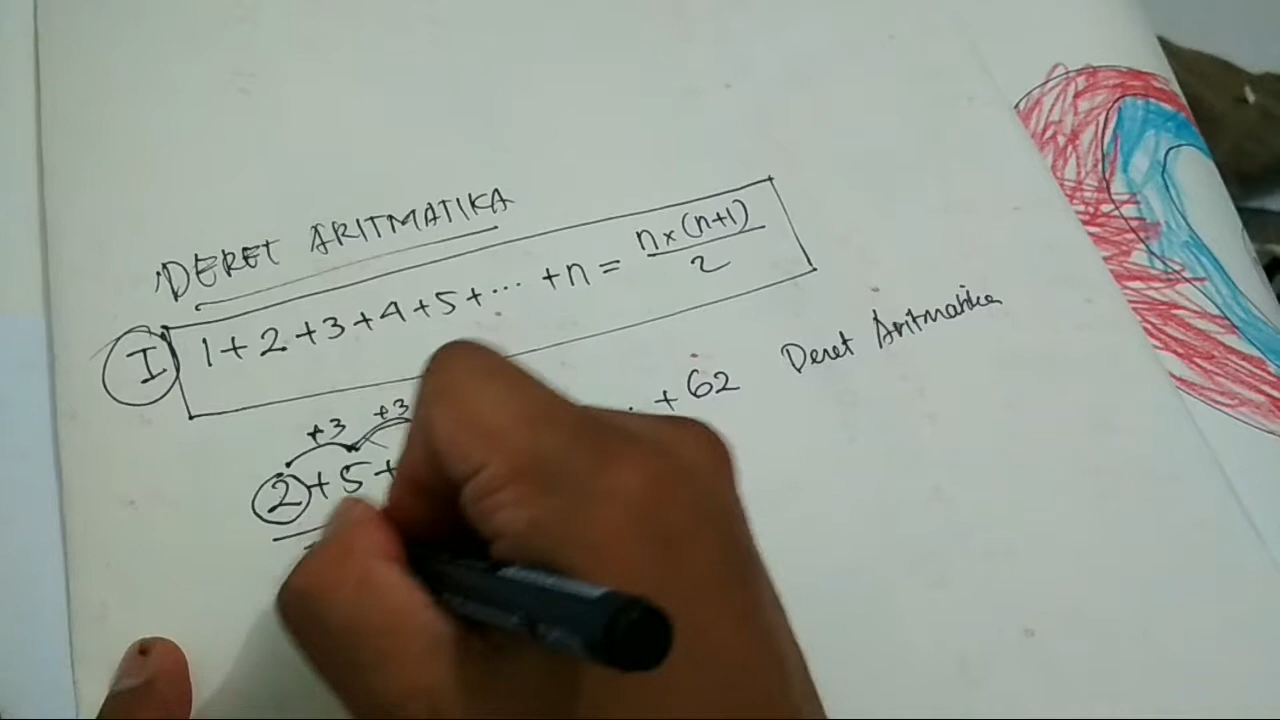 DERET ARITMATIKA
I 1+2+3+4+5+... +n = n×(n+1)/2
+3 +3
2+5+ . +62 Deret Aritmatika